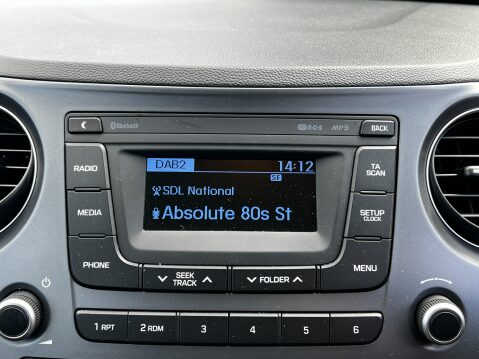 Bluetooth RDS MP3 BACK
RADIO DAB2 14:12 TA SCAN
SF
SDL National
MEDIA Absolute 80s St SETUP CLOCK
PHONE SEEK TRACK FOLDER MENU
1 RPT 2 RDM 3 4 5 6